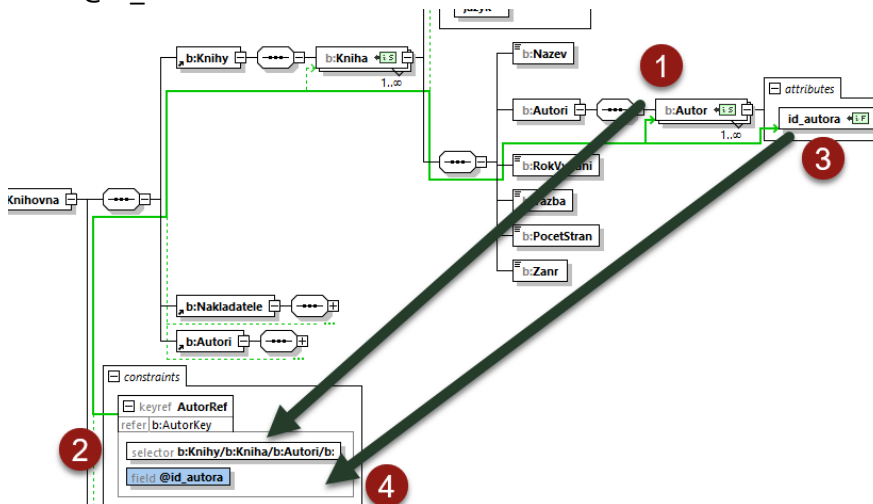 b:Knihy
b:Kniha
1..∞
b:Nazev
1
attributes
b:Autori
b:Autor
id_autora
1..∞
3
Knihovna
b:PocetStran
b:Zanr
b:Nakladatele
b:Autori
constraints
keyref AutorRef
refer b:AutorKey
2
selector b:Knihy/b:Kniha/b:Autori/b:
field @id_autora
4